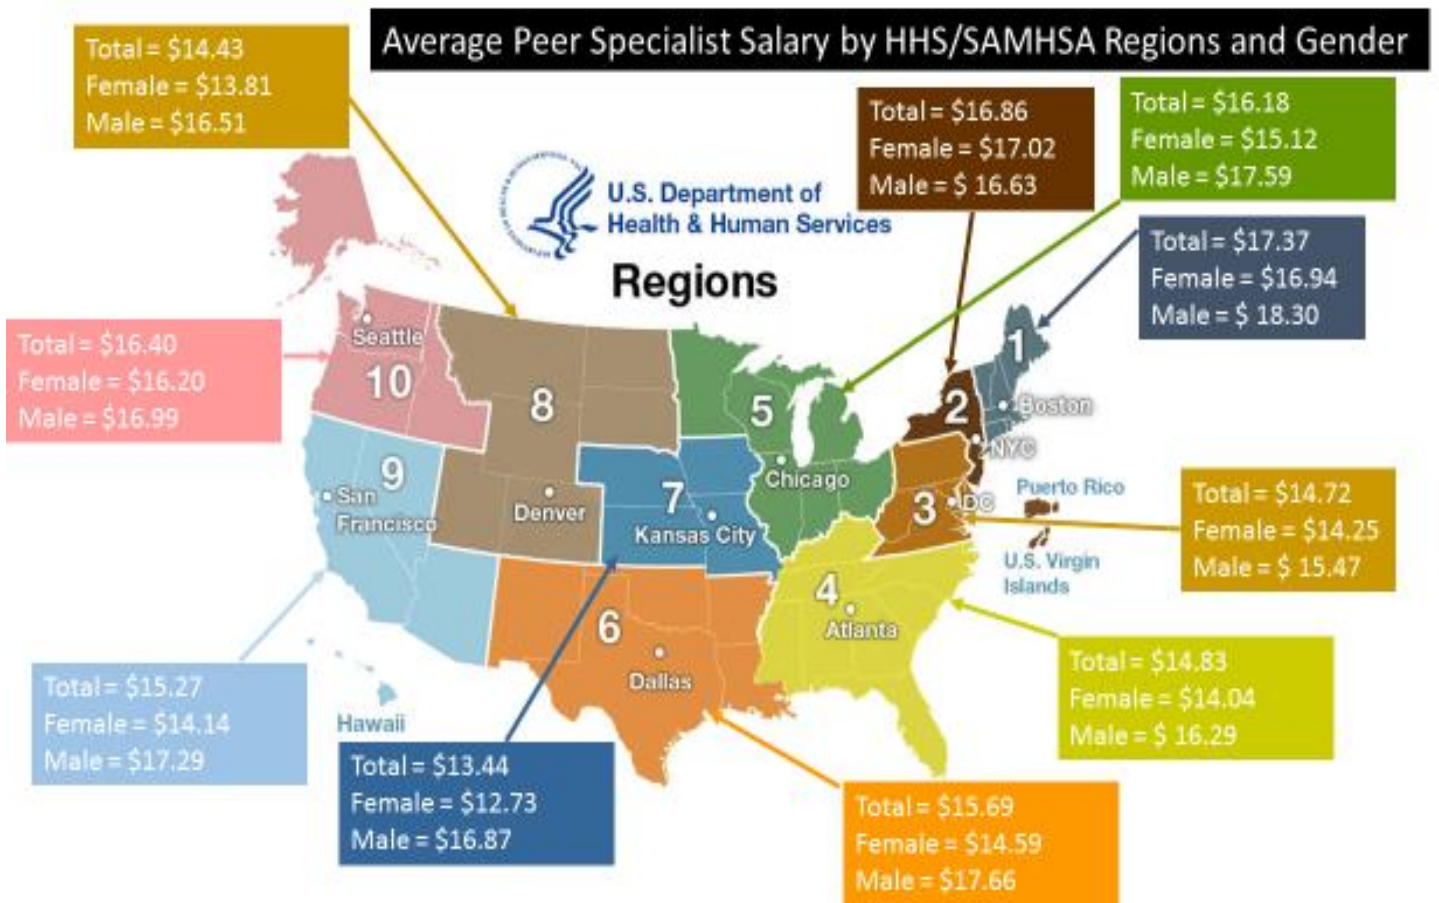 Average Peer Specialist Salary by HHS/SAMHSA Regions and Gender
Total = $14.43
Female = $13.81
Male = $16.51
Total = $16.86
Female = $17.02
Male = $ 16.63
Total = $16.18
Female = $15.12
Male = $17.59
U.S. Department of
Health & Human Services
Regions
Total = $17.37
Female = $16.94
Male = $ 18.30
Total = $16.40
Female = $16.20
Male = $16.99
Seattle
10
8
5
Chicago
2
1
Boston
NYC
9
San
Francisco
Denver
7
Kansas City
3
DC
Puerto Rico
U.S. Virgin
Islands
Total = $14.72
Female = $14.25
Male = $ 15.47
4
Atlanta
6
Dallas
Total = $14.83
Female = $14.04
Male = $ 16.29
Hawaii
Total = $15.27
Female = $14.14
Male = $17.29
Total = $13.44
Female = $12.73
Male = $16.87
Total = $15.69
Female = $14.59
Male = $17.66